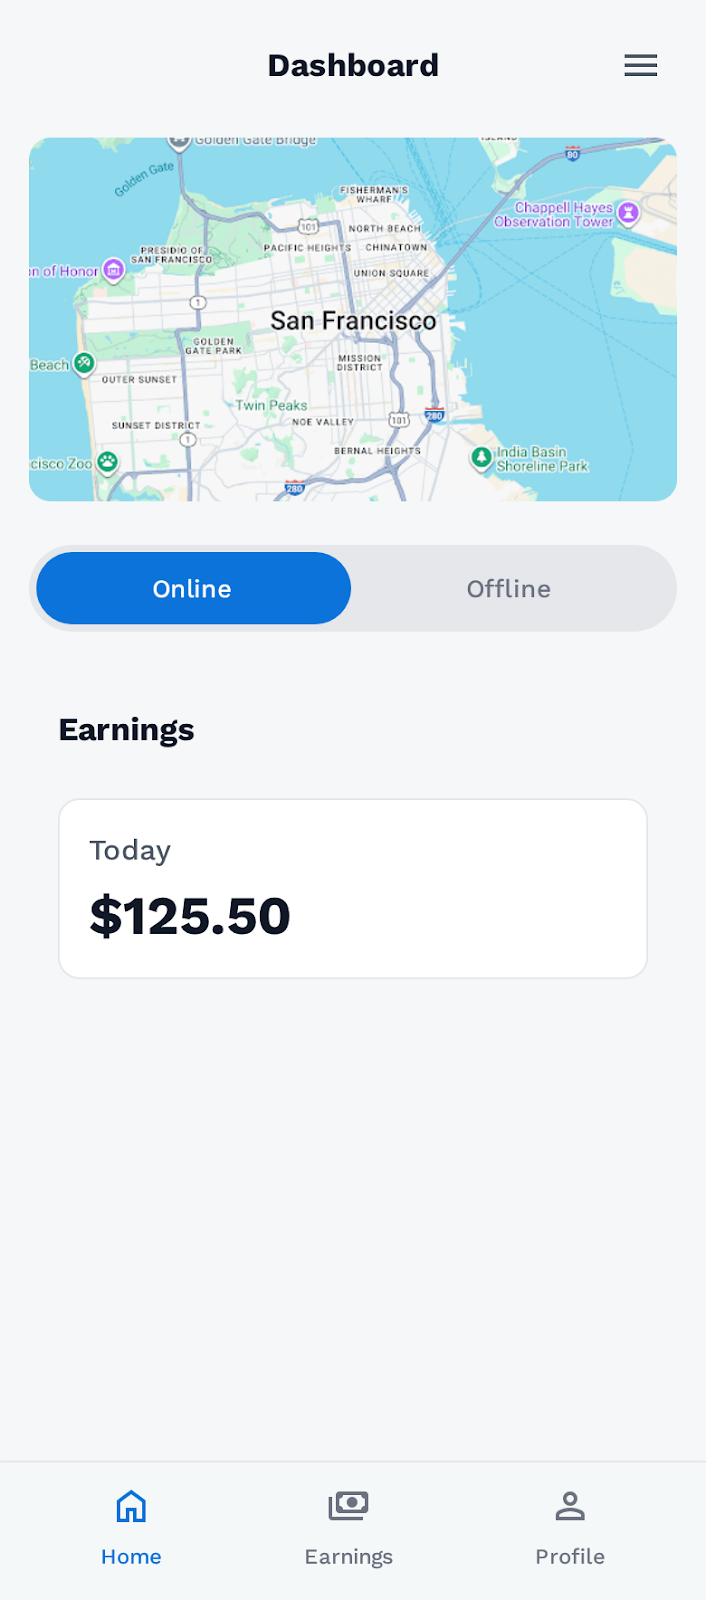 Dashboard
Golden Gate Bridge
ISLAND
80
Golden Gate
FISHERMAN'S
WHARF
Chappell Hayes
Observation Tower
101
NORTH BEACH
PRESIDIO OF
SAN FRANCISCO
PACIFIC HEIGHTS
CHINATOWN
on of Honor
UNION SQUARE
1
San Francisco
GOLDEN
GATE PARK
Beach
MISSION
DISTRICT
OUTER SUNSET
Twin Peaks
SUNSET DISTRICT
NOE VALLEY
101
280
1
BERNAL HEIGHTS
India Basin
Shoreline Park
cisco Zoo
280
Online
Offline
Earnings
Today
$125.50
Home
Earnings
Profile